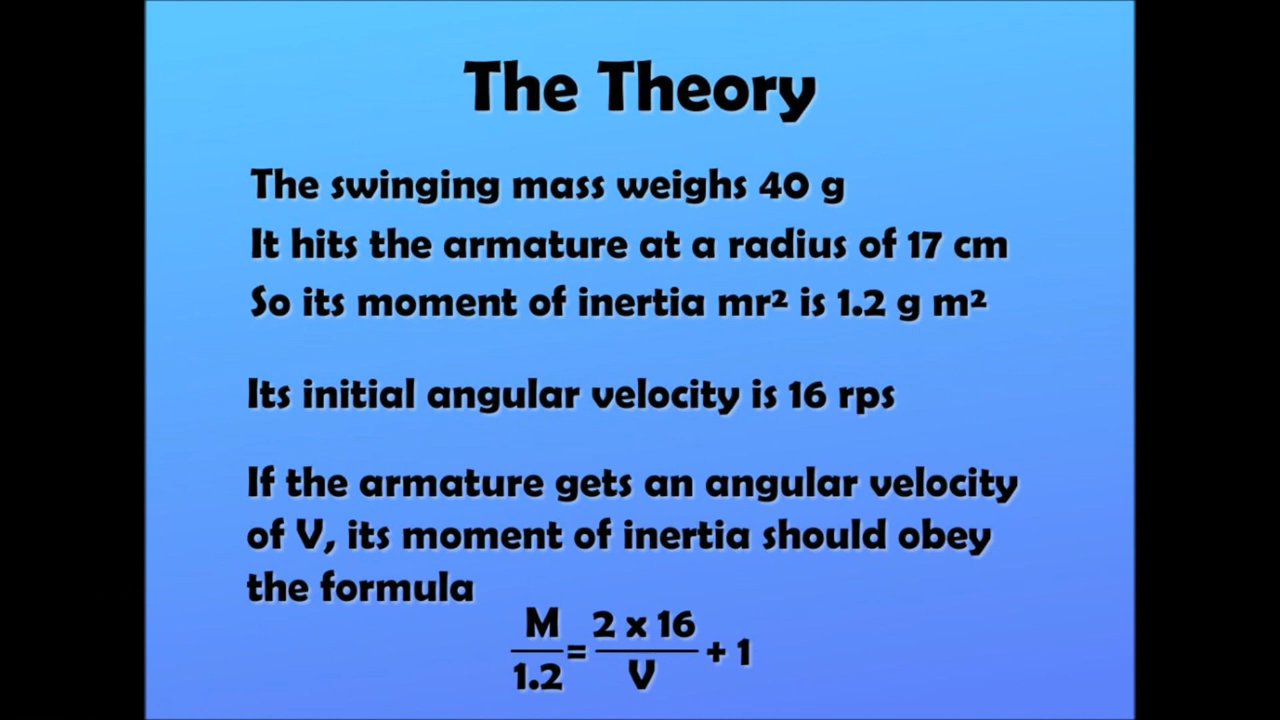 The Theory
The swinging mass weighs 40 g
It hits the armature at a radius of 17 cm
So its moment of inertia mr² is 1.2 g m²
Its initial angular velocity is 16 rps
If the armature gets an angular velocity
of V, its moment of inertia should obey
the formula
M/1.2 = 2 x 16/V + 1